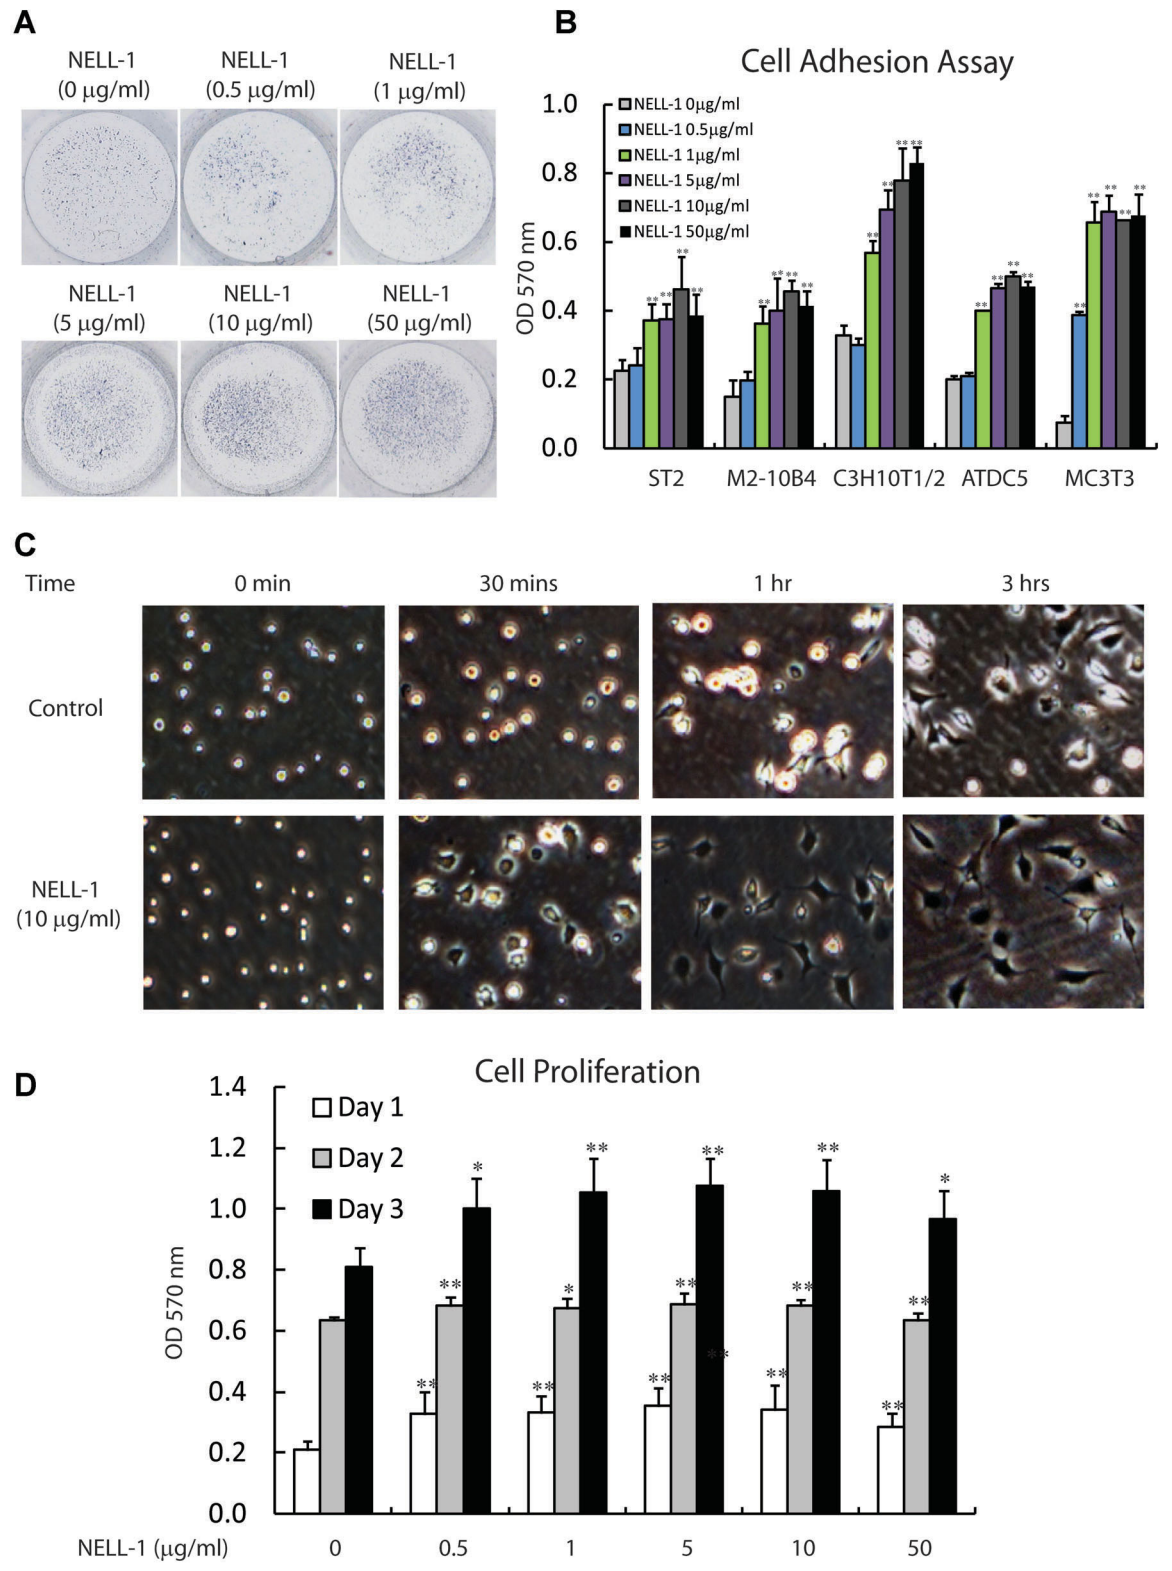 A
NELL-1
(0 µg/ml)
NELL-1
(0.5 µg/ml)
NELL-1
(1 µg/ml)
NELL-1
(5 µg/ml)
NELL-1
(10 µg/ml)
NELL-1
(50 µg/ml)
B
Cell Adhesion Assay
OD 570 nm
1.0
0.8
0.6
0.4
0.2
0.0
NELL-1 0µg/ml
NELL-1 0.5µg/ml
NELL-1 1µg/ml
NELL-1 5µg/ml
NELL-1 10µg/ml
NELL-1 50µg/ml
** ** ** **
** ** ** **
** ** ** **
** ** ** **
** ** ** ** **
ST2 M2-10B4 C3H10T1/2 ATDC5 MC3T3
C
Time 0 min 30 mins 1 hr 3 hrs
Control
NELL-1
(10 µg/ml)
D
Cell Proliferation
OD 570 nm
1.4
1.2
1.0
0.8
0.6
0.4
0.2
0.0
Day 1
Day 2
Day 3
** ** *
** * **
** ** ** **
** ** **
** ** *
NELL-1 (µg/ml) 0 0.5 1 5 10 50